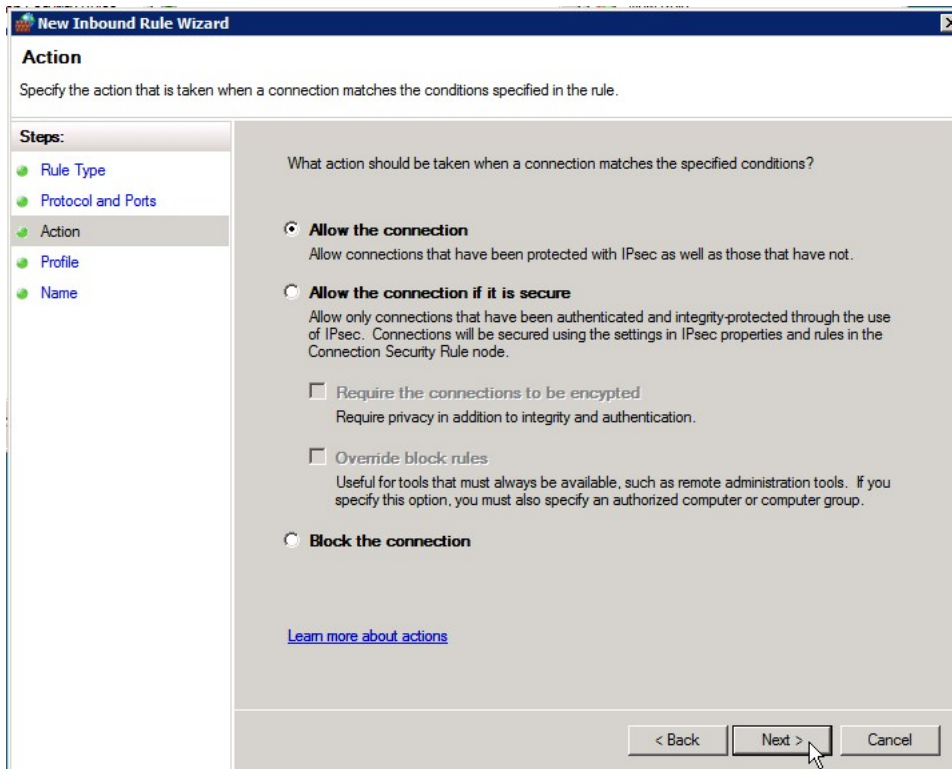 New Inbound Rule Wizard
Action
Specify the action that is taken when a connection matches the conditions specified in the rule.
Steps:
Rule Type
Protocol and Ports
Action
Profile
Name
What action should be taken when a connection matches the specified conditions?
Allow the connection
Allow connections that have been protected with IPsec as well as those that have not.
Allow the connection if it is secure
Allow only connections that have been authenticated and integrity-protected through the use
of IPsec. Connections will be secured using the settings in IPsec properties and rules in the
Connection Security Rule node.
Require the connections to be encrypted
Require privacy in addition to integrity and authentication.
Override block rules
Useful for tools that must always be available, such as remote administration tools. If you
specify this option, you must also specify an authorized computer or computer group.
Block the connection
Learn more about actions
< Back Next > Cancel